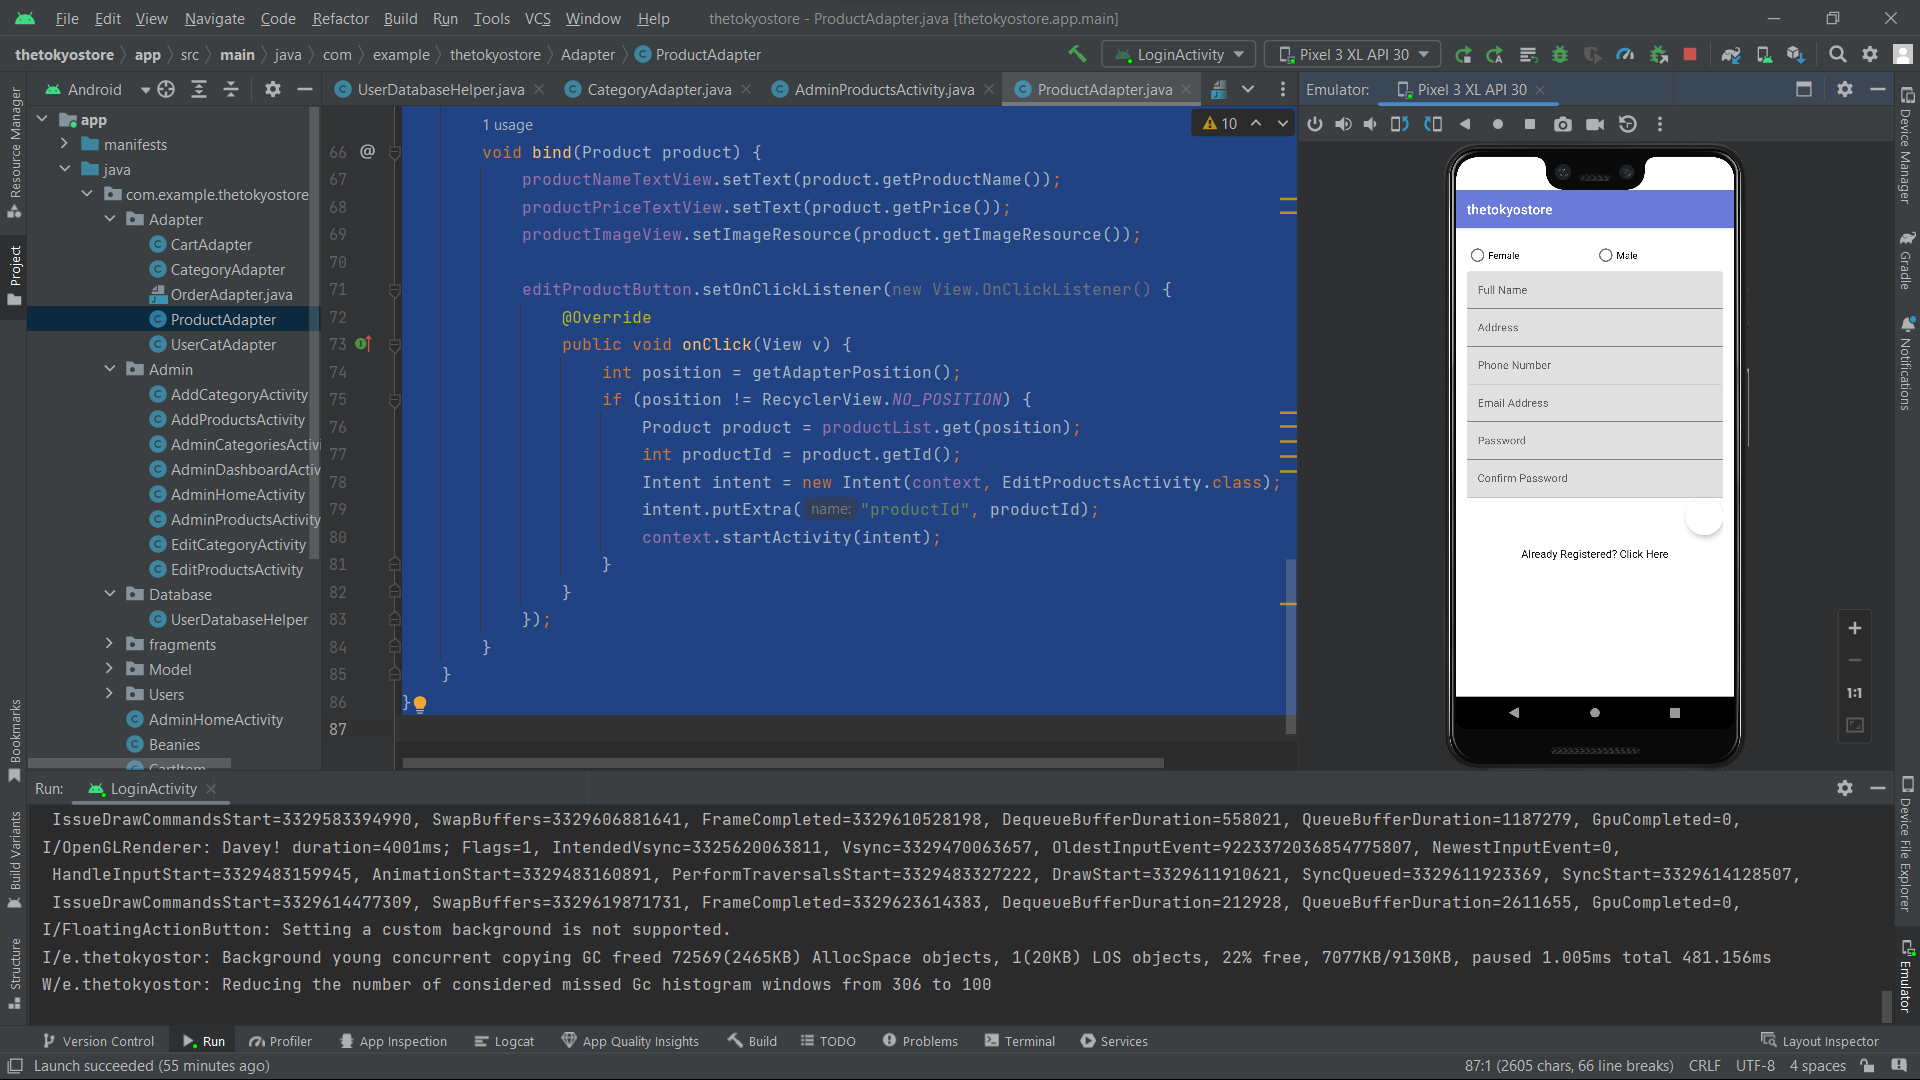 File Edit View Navigate Code Refactor Build Run Tools VCS Window Help thetokyostore - ProductAdapter.java [thetokyostore.app.main]
thetokyostore app src main java com example thetokyostore Adapter ProductAdapter LoginActivity Pixel 3 XL API 30
Android UserDatabaseHelper.java CategoryAdapter.java AdminProductsActivity.java ProductAdapter.java Emulator: Pixel 3 XL API 30
Resource Manager
Project
Bookmarks
Build Variants
Structure
app
manifests
java
com.example.thetokyostore
Adapter
CartAdapter
CategoryAdapter
OrderAdapter.java
ProductAdapter
UserCatAdapter
Admin
AddCategoryActivity
AddProductsActivity
AdminCategoriesActivi
AdminDashboardActiv
AdminHomeActivity
AdminProductsActivity
EditCategoryActivity
EditProductsActivity
Database
UserDatabaseHelper
fragments
Model
Users
AdminHomeActivity
Beanies
CartItem
1 usage
10
66 @ void bind(Product product) {
67 productNameTextView.setText(product.getProductName());
68 productPriceTextView.setText(product.getPrice());
69 productImageView.setImageResource(product.getImageResource());
70
71 editProductButton.setOnClickListener(new View.OnClickListener() {
72 @Override
73 public void onClick(View v) {
74 int position = getAdapterPosition();
75 if (position != RecyclerView.NO_POSITION) {
76 Product product = productList.get(position);
77 int productId = product.getId();
78 Intent intent = new Intent(context, EditProductsActivity.class);
79 intent.putExtra( name: "productId", productId);
80 context.startActivity(intent);
81 }
82 }
83 });
84 }
85 }
86 }
87
thetokyostore
Female Male
Full Name
Address
Phone Number
Email Address
Password
Confirm Password
Already Registered? Click Here
1:1
Device Manager
Gradle
Notifications
Device File Explorer
Emulator
Run: LoginActivity
IssueDrawCommandsStart=3329583394990, SwapBuffers=3329606881641, FrameCompleted=3329610528198, DequeueBufferDuration=558021, QueueBufferDuration=1187279, GpuCompleted=0,
I/OpenGLRenderer: Davey! duration=4001ms; Flags=1, IntendedVsync=3325620063811, Vsync=3329470063657, OldestInputEvent=9223372036854775807, NewestInputEvent=0,
HandleInputStart=3329483159945, AnimationStart=3329483160891, PerformTraversalsStart=3329483327222, DrawStart=3329611910621, SyncQueued=3329611923369, SyncStart=3329614128507,
IssueDrawCommandsStart=3329614477309, SwapBuffers=3329619871731, FrameCompleted=3329623614383, DequeueBufferDuration=212928, QueueBufferDuration=2611655, GpuCompleted=0,
I/FloatingActionButton: Setting a custom background is not supported.
I/e.thetokyostor: Background young concurrent copying GC freed 72569(2465KB) AllocSpace objects, 1(20KB) LOS objects, 22% free, 7077KB/9130KB, paused 1.005ms total 481.156ms
W/e.thetokyostor: Reducing the number of considered missed Gc histogram windows from 306 to 100
Version Control Run Profiler App Inspection Logcat App Quality Insights Build TODO Problems Terminal Services Layout Inspector
Launch succeeded (55 minutes ago) 87:1 (2605 chars, 66 line breaks) CRLF UTF-8 4 spaces